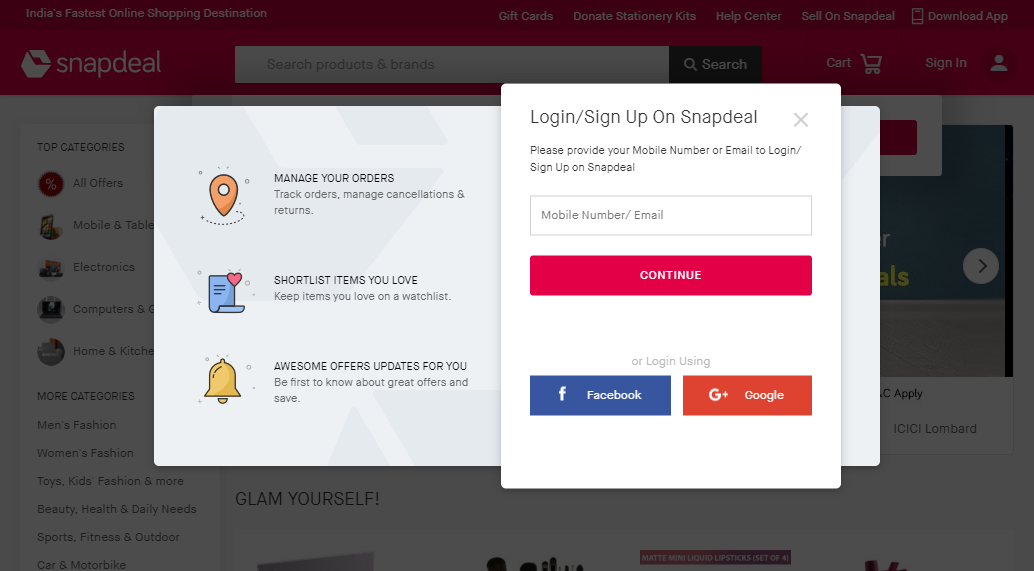 India's Fastest Online Shopping Destination
Gift Cards
Donate Stationery Kits
Help Center
Sell On Snapdeal
Download App
snapdeal
Search products & brands
Search
Cart
Sign In
TOP CATEGORIES
All Offers
Mobile & Table
Electronics
Computers & G
Home & Kitche
MORE CATEGORIES
Men's Fashion
Women's Fashion
Toys, Kids' Fashion & more
Beauty, Health & Daily Needs
Sports, Fitness & Outdoor
Car & Motorbike
MANAGE YOUR ORDERS
Track orders, manage cancellations &
returns.
SHORTLIST ITEMS YOU LOVE
Keep items you love on a watchlist.
AWESOME OFFERS UPDATES FOR YOU
Be first to know about great offers and
save.
Login/Sign Up On Snapdeal
Please provide your Mobile Number or Email to Login/
Sign Up on Snapdeal
Mobile Number/ Email
CONTINUE
or Login Using
f Facebook
G+ Google
er
als
C Apply
ICICI Lombard
GLAM YOURSELF!
MATTE MINI LIQUID LIPSTICKS (SET OF 4)